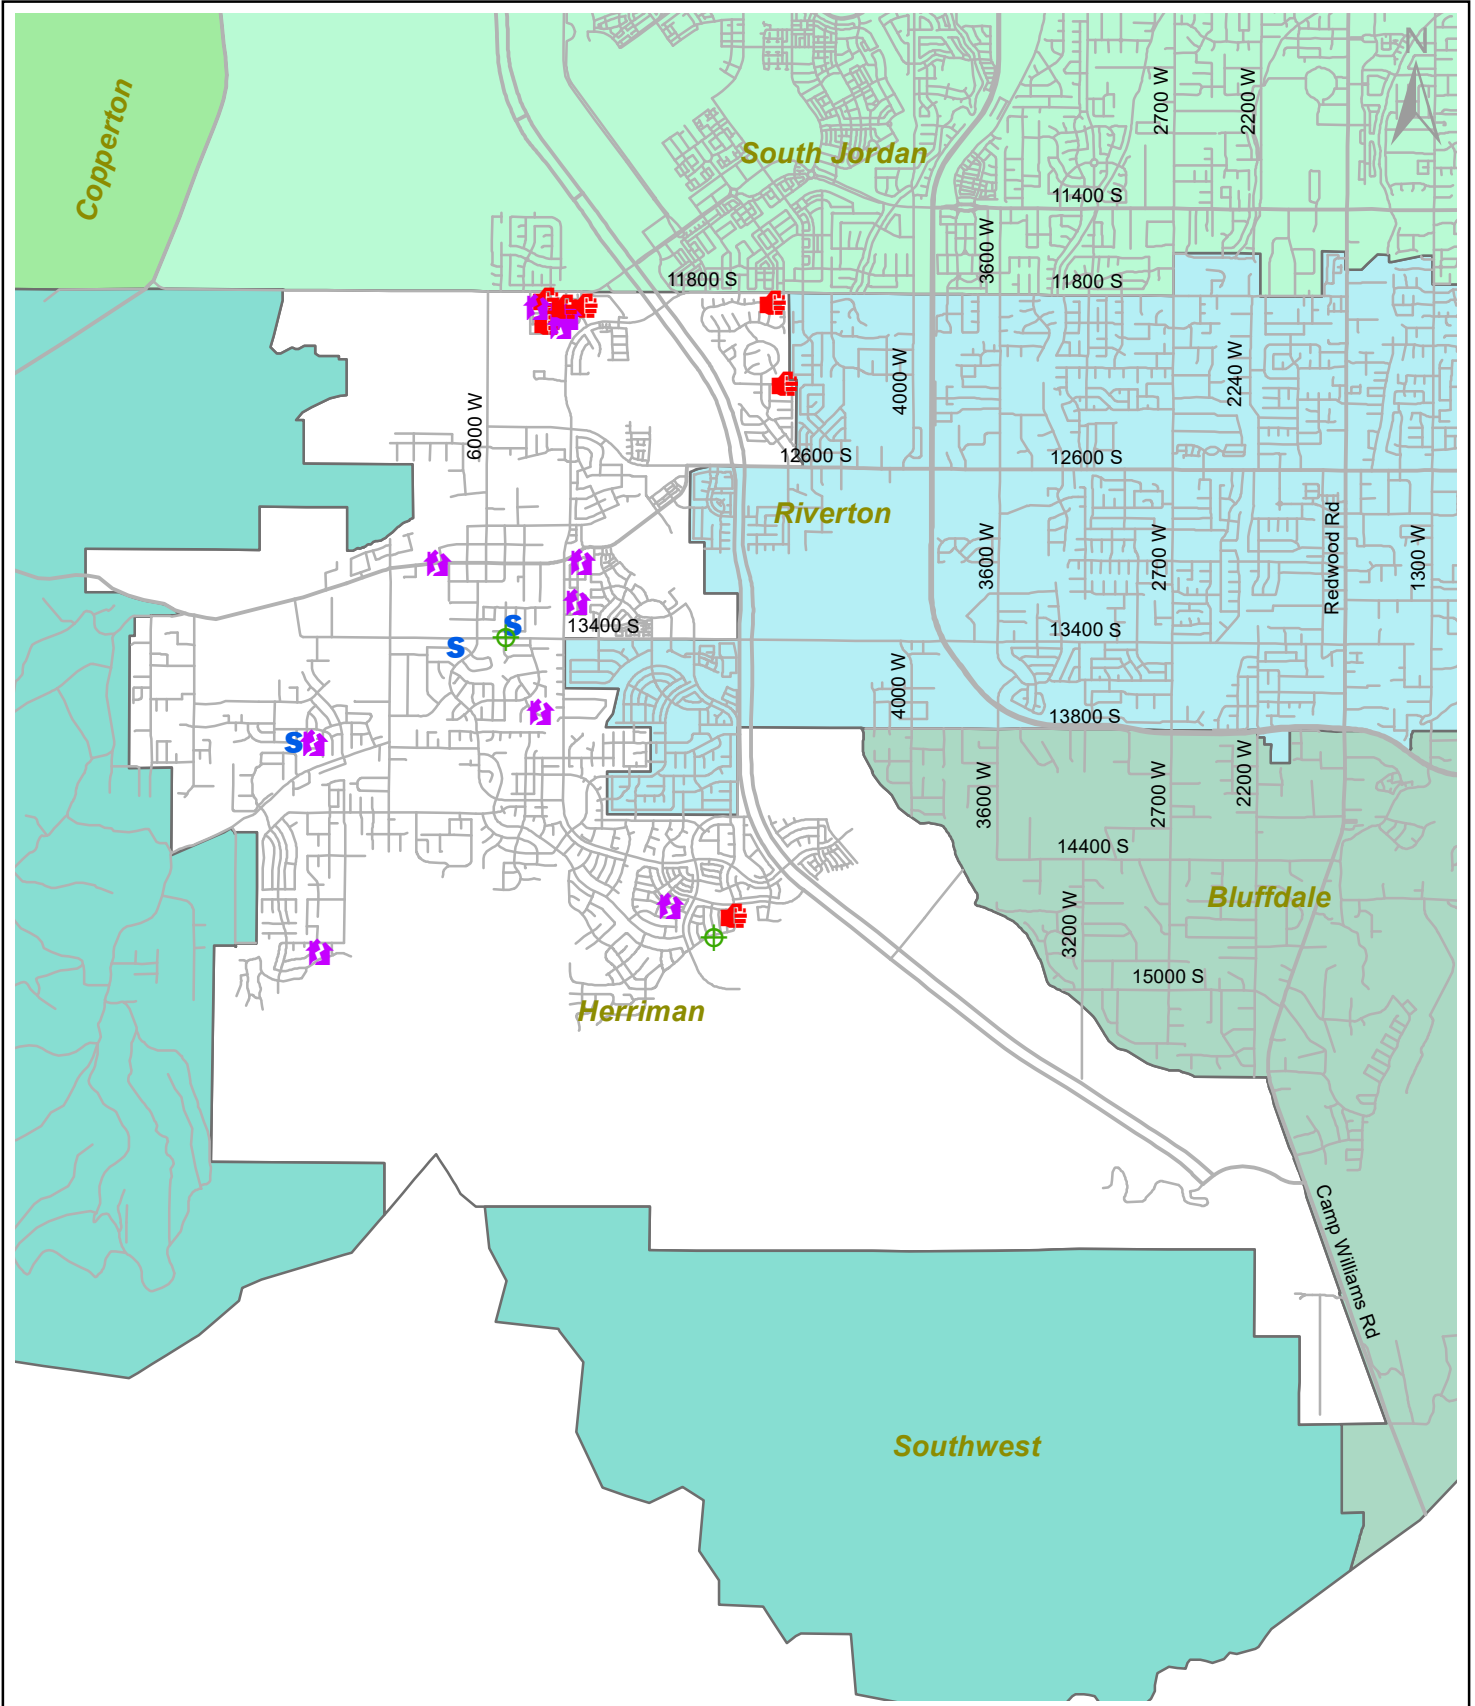 N
Copperton
2700 W
2200 W
South Jordan
11400 S
3600 W
11800 S
11800 S
4000 W
2240 W
6000 W
12600 S
12600 S
Riverton
3600 W
2700 W
Redwood Rd
1300 W
S
13400 S
13400 S
S
4000 W
13800 S
S
3600 W
2700 W
2200 W
14400 S
Bluffdale
3200 W
15000 S
Herriman
Camp Williams Rd
Southwest